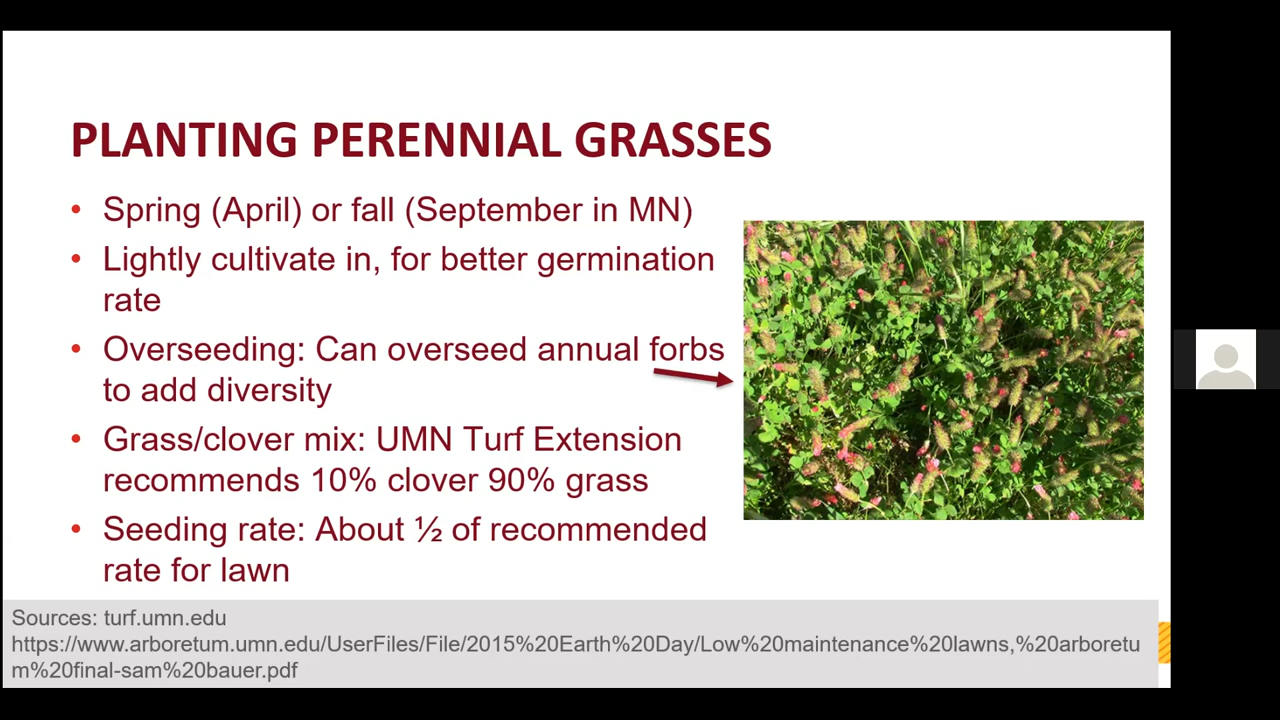 PLANTING PERENNIAL GRASSES
• Spring (April) or fall (September in MN)
• Lightly cultivate in, for better germination
rate
• Overseeding: Can overseed annual forbs
to add diversity
• Grass/clover mix: UMN Turf Extension
recommends 10% clover 90% grass
• Seeding rate: About ½ of recommended
rate for lawn
Sources: turf.umn.edu
https://www.arboretum.umn.edu/UserFiles/File/2015%20Earth%20Day/Low%20maintenance%20lawns,%20arboretu
m%20final-sam%20bauer.pdf